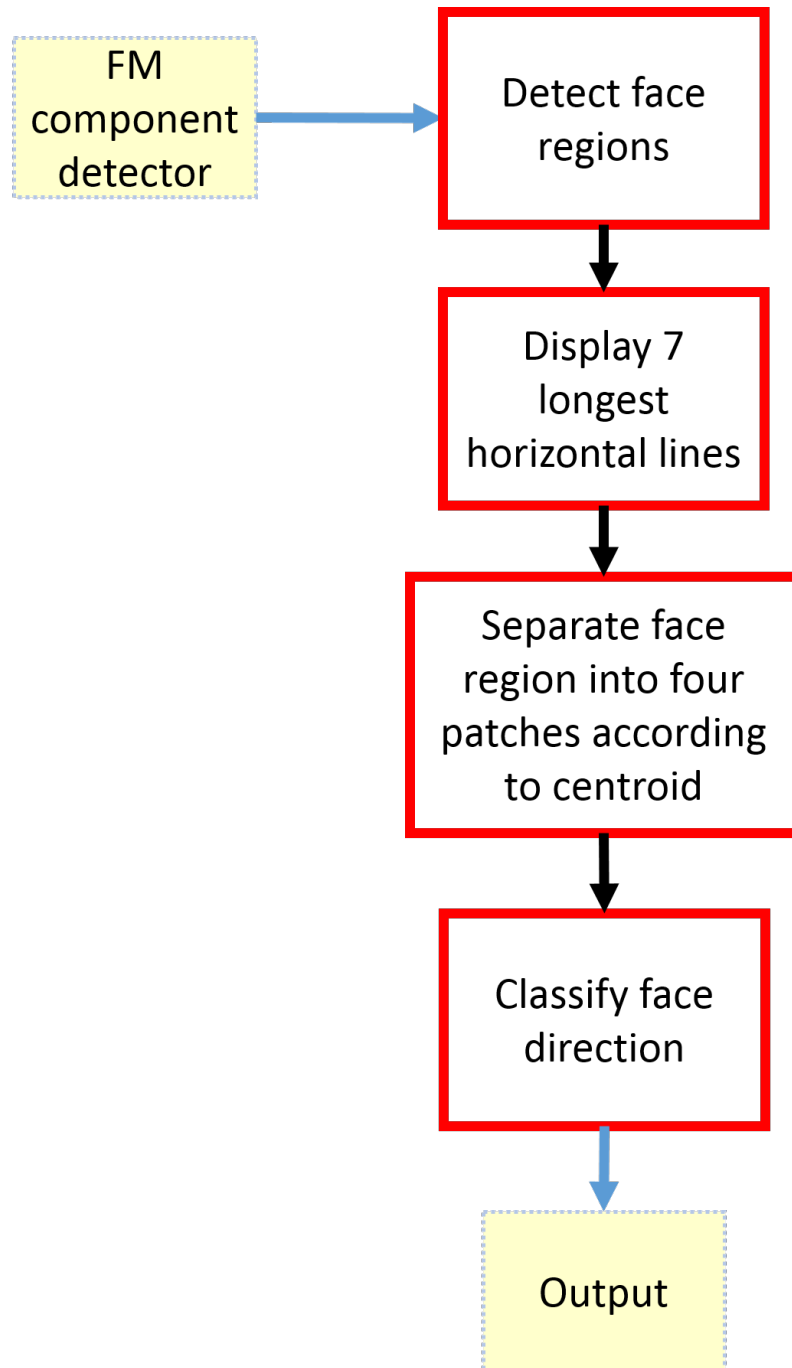 FM
component
detector
Detect face
regions
Display 7
longest
horizontal lines
Separate face
region into four
patches according
to centroid
Classify face
direction
Output